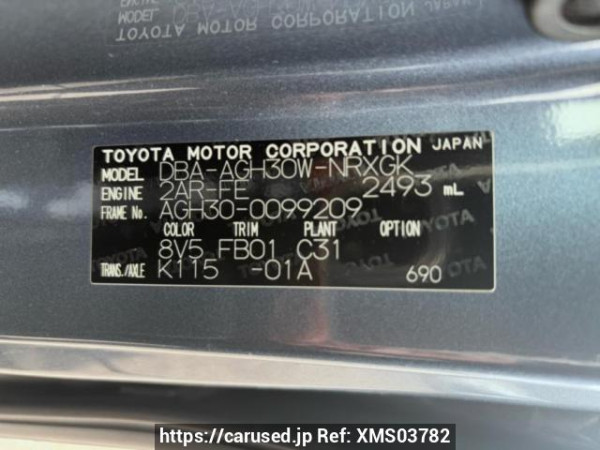 TOYOTA MOTOR CORPORATION JAPAN
MODEL DBA-AGH30W-NRXGK
ENGINE 2AR-FE 2493 mL
FRAME No. AGH30-0099209
COLOR TRIM PLANT OPTION
8V5 FB01 C31
TRANS./AXLE K115 -01A 690
https://carused.jp Ref: XMS03782